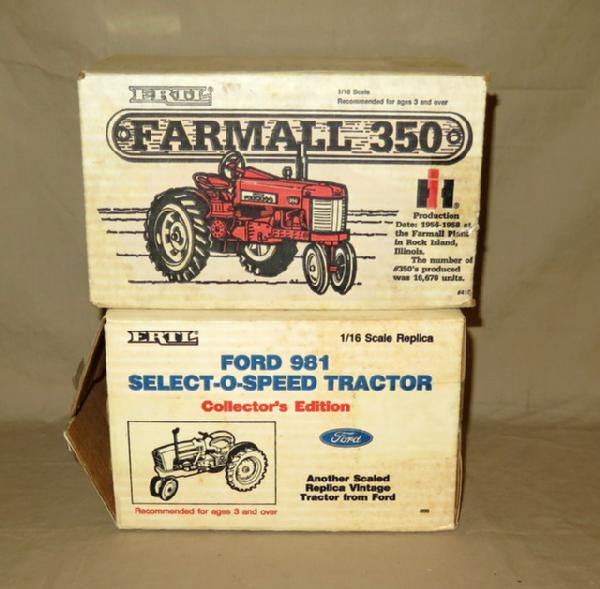 ERTL
1/16 Scale
Recommended for ages 3 and over
FARMALL 350
IH
Production
Date: 1956-1958 at
the Farmall Plant
in Rock Island,
Illinois.
The number of
#350's produced
was 16,670 units.
ERTL
1/16 Scale Replica
FORD 981
SELECT-O-SPEED TRACTOR
Collector's Edition
Ford
Another Scaled
Replica Vintage
Tractor from Ford
Recommended for ages 3 and over